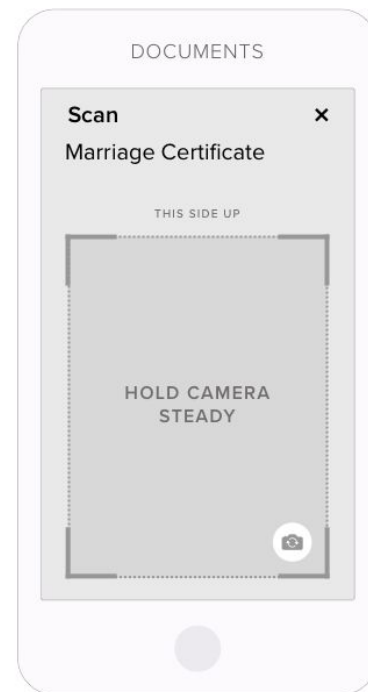 DOCUMENTS
Scan ×
Marriage Certificate
THIS SIDE UP
HOLD CAMERA
STEADY